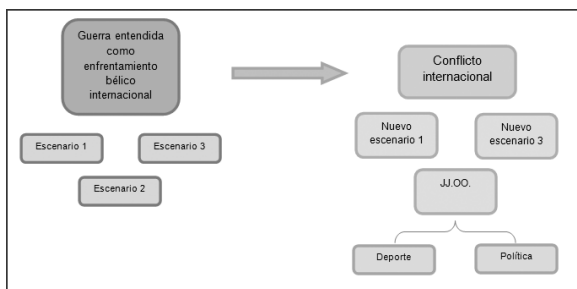 Guerra entendida
como
enfrentamiento
bélico
internacional
Escenario 1
Escenario 3
Escenario 2
Conflicto
internacional
Nuevo
escenario 1
Nuevo
escenario 3
JJ.OO.
Deporte
Política